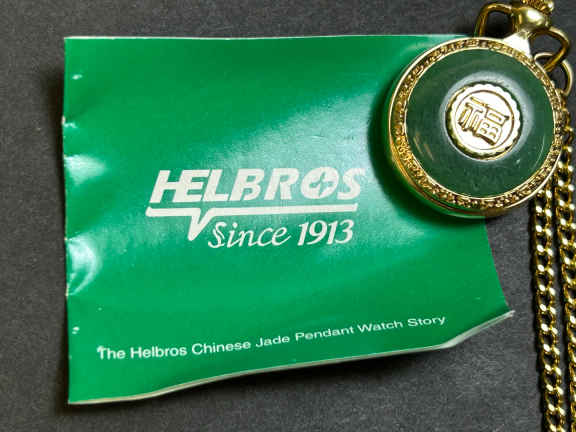 HELBROS
Since 1913
The Helbros Chinese Jade Pendant Watch Story
福